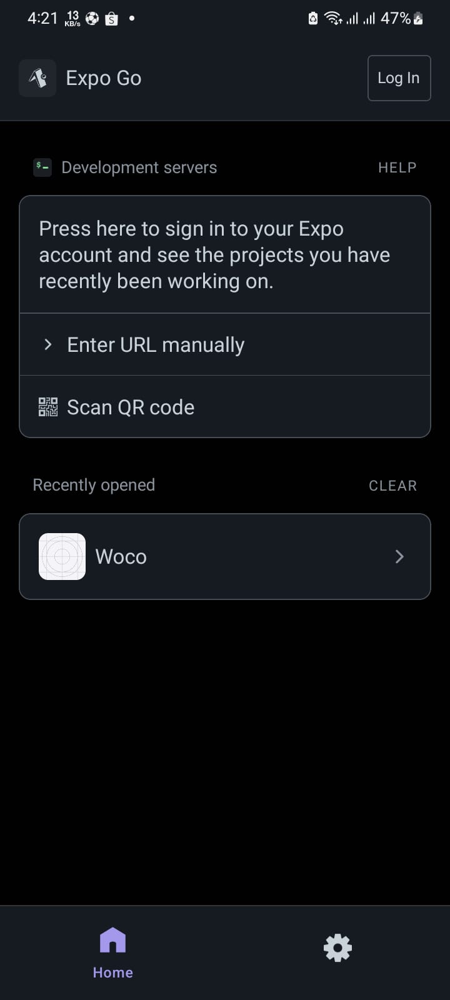 4:21 13 KB/s S 47%
Expo Go
Log In
$ Development servers
HELP
Press here to sign in to your Expo
account and see the projects you have
recently been working on.
Enter URL manually
Scan QR code
Recently opened
CLEAR
Woco
Home